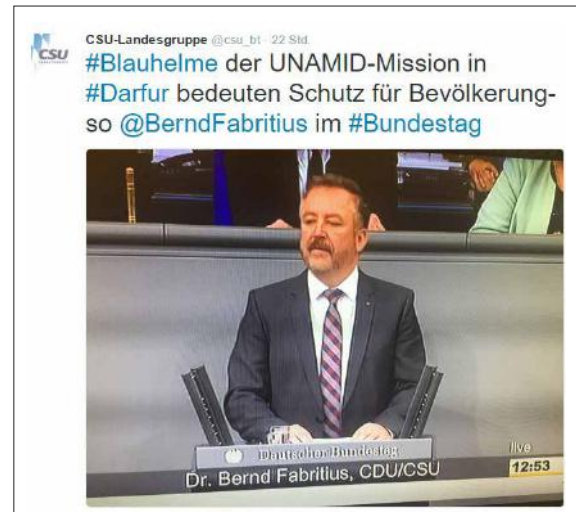 CSU-Landesgruppe @csu_bt · 22 Std.
CSU
#Blauhelme der UNAMID-Mission in
#Darfur bedeuten Schutz für Bevölkerung-
so @BerndFabritius im #Bundestag
Deutscher Bundestag
live
Dr. Bernd Fabritius, CDU/CSU
12:53